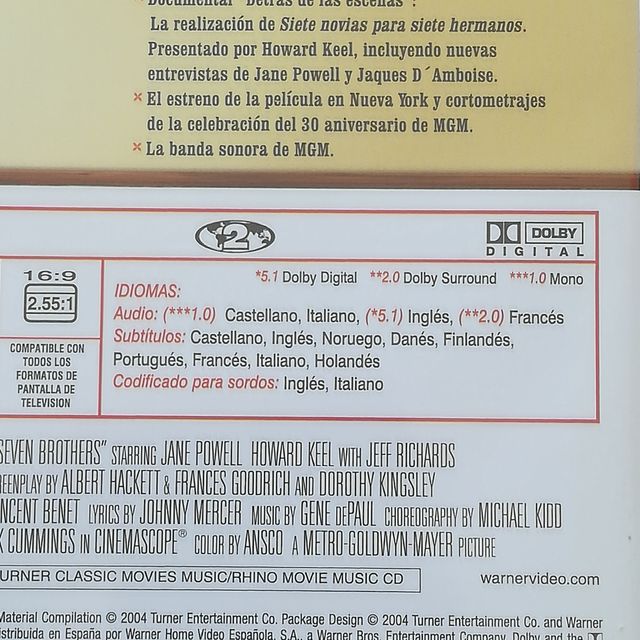 * Documental "Detrás de las escenas":
La realización de Siete novias para siete hermanos.
Presentado por Howard Keel, incluyendo nuevas
entrevistas de Jane Powell y Jaques D´Amboise.
× El estreno de la película en Nueva York y cortometrajes
de la celebración del 30 aniversario de MGM.
× La banda sonora de MGM.
2
DOLBY
DIGITAL
16:9
2.55:1
COMPATIBLE CON
TODOS LOS
FORMATOS DE
PANTALLA DE
TELEVISION
*5.1 Dolby Digital **2.0 Dolby Surround ***1.0 Mono
IDIOMAS:
Audio: (***1.0) Castellano, Italiano, (*5.1) Inglés, (**2.0) Francés
Subtítulos: Castellano, Inglés, Noruego, Danés, Finlandés,
Portugués, Francés, Italiano, Holandés
Codificado para sordos: Inglés, Italiano
SEVEN BROTHERS" STARRING JANE POWELL HOWARD KEEL WITH JEFF RICHARDS
REENPLAY BY ALBERT HACKETT & FRANCES GOODRICH AND DOROTHY KINGSLEY
NCENT BENET LYRICS BY JOHNNY MERCER MUSIC BY GENE DEPAUL CHOREOGRAPHY BY MICHAEL KIDD
K CUMMINGS IN CINEMASCOPE® COLOR BY ANSCO A METRO-GOLDWYN-MAYER PICTURE
TURNER CLASSIC MOVIES MUSIC/RHINO MOVIE MUSIC CD
warnervideo.com
Material Compilation © 2004 Turner Entertainment Co. Package Design © 2004 Turner Entertainment Co. and Warner
istribuida en España por Warner Home Video Española, S.A., a Warner Bros. Entertainment Company. Dolby and the